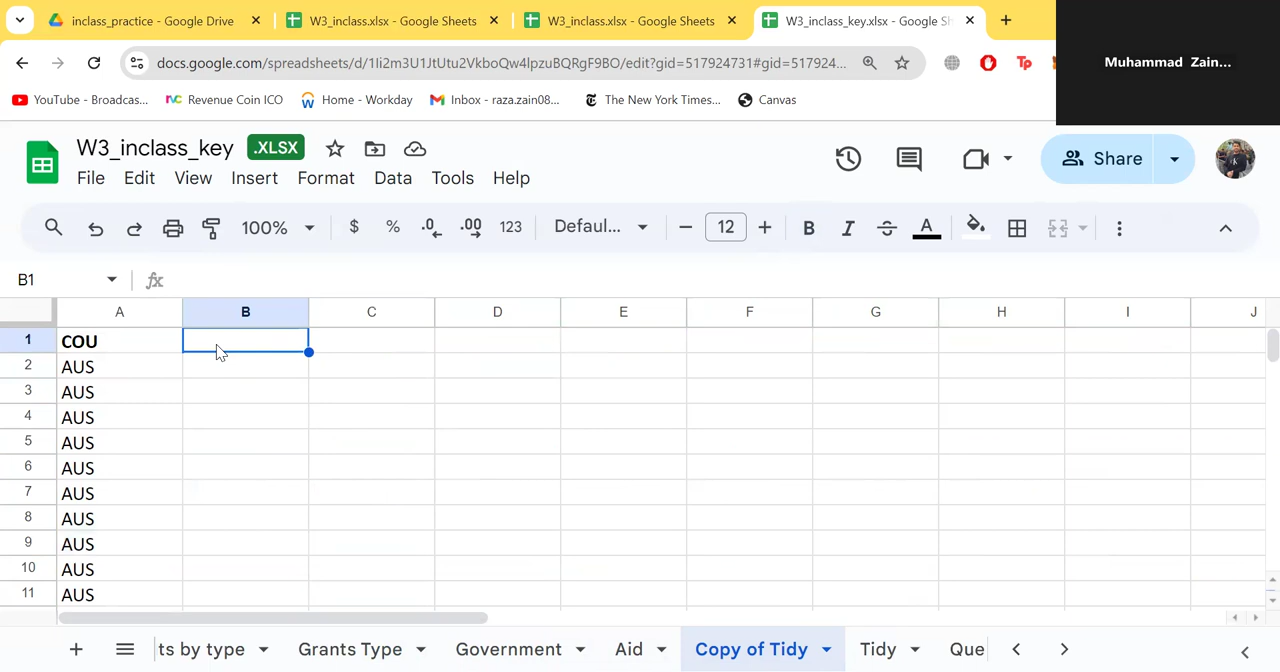 inclass_practice - Google Drive
W3_inclass.xlsx - Google Sheets
W3_inclass.xlsx - Google Sheets
W3_inclass_key.xlsx - Google Sh
docs.google.com/spreadsheets/d/1Ii2m3U1JtUtu2VkboQw4lpzuBQRgF9BO/edit?gid=517924731#gid=517924...
Tp
Muhammad Zain...
YouTube - Broadcas...
Revenue Coin ICO
Home - Workday
Inbox - raza.zain08...
The New York Times...
Canvas
W3_inclass_key
.XLSX
File Edit View Insert Format Data Tools Help
Share
100%
$ % .0 .00 123
Defaul...
12
B I A
B1
fx
A B C D E F G H I J
1 COU
2 AUS
3 AUS
4 AUS
5 AUS
6 AUS
7 AUS
8 AUS
9 AUS
10 AUS
11 AUS
ts by type
Grants Type
Government
Aid
Copy of Tidy
Tidy
Que